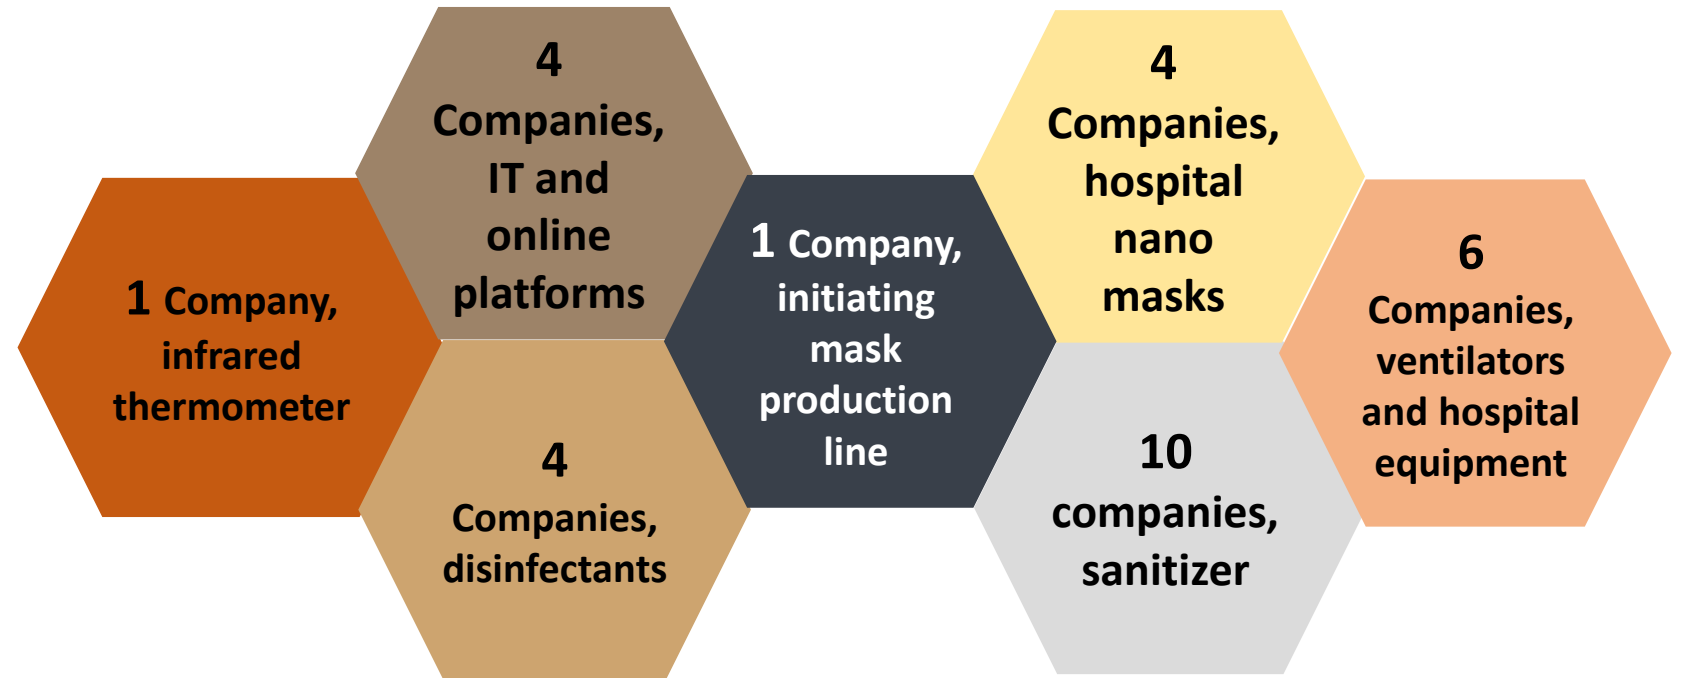 1 Company,
infrared
thermometer
4
Companies,
IT and
online
platforms
4
Companies,
disinfectants
1 Company,
initiating
mask
production
line
4
Companies,
hospital
nano
masks
10
companies,
sanitizer
6
Companies,
ventilators
and hospital
equipment